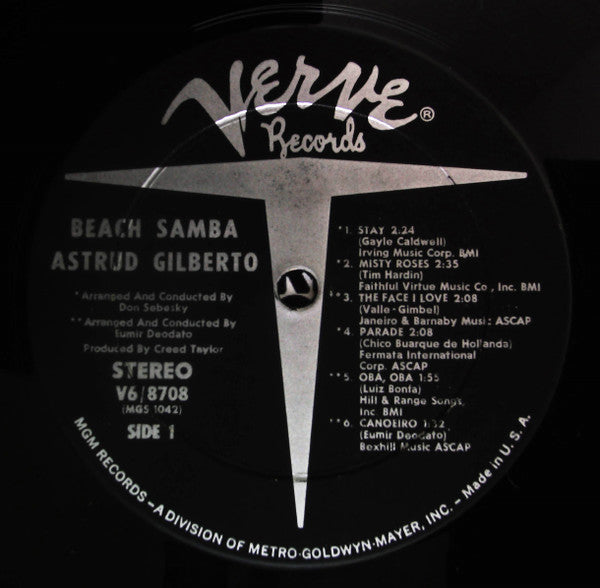 Verve®
Records
BEACH SAMBA
ASTRUD GILBERTO
*Arranged And Conducted By
Don Sebesky
**Arranged And Conducted By
Eumir Deodato
Produced By Creed Taylor
STEREO
V6/8708
(MGS 1042)
SIDE 1
*1. STAY 2:24
(Gayle Caldwell)
Irving Music Corp. BMI
*2. MISTY ROSES 2:35
(Tim Hardin)
Faithful Virtue Music Co., Inc. BMI
**3. THE FACE I LOVE 2:08
(Valle - Gimbel)
Janeiro & Barnaby Music ASCAP
*4. PARADE 2:08
(Chico Buarque de Hollanda)
Fermata International
Corp. ASCAP
**5. OBA, OBA 1:55
(Luiz Bonfa)
Hill & Range Songs,
Inc. BMI
**6. CANOEIRO 1:32
(Eumir Deodato)
Boxhill Music ASCAP
MGM RECORDS - A DIVISION OF METRO-GOLDWYN-MAYER, INC. - Made in U. S. A.